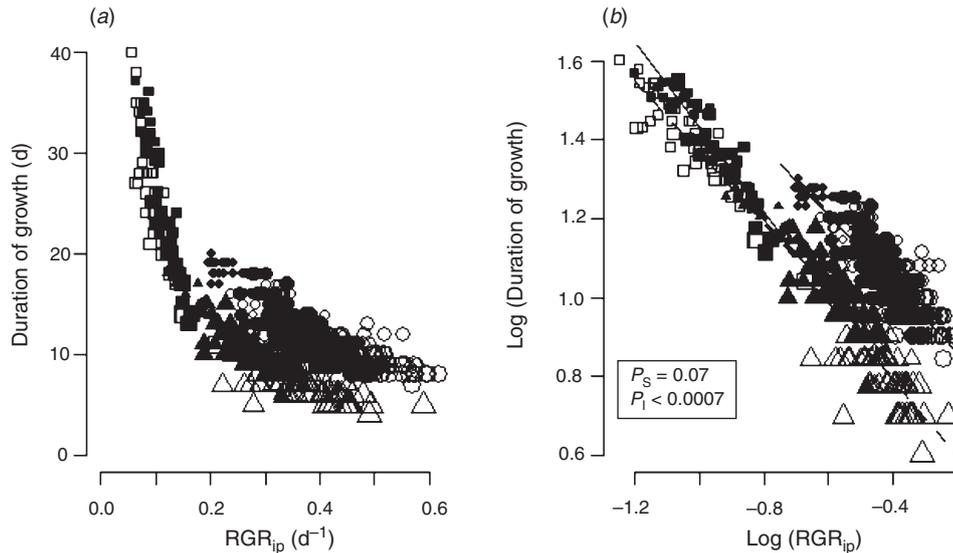 (a)
(b)
Duration of growth (d)
40
30
20
10
0
0.0
0.2
0.4
0.6
RGRip (d–1)
Log (Duration of growth)
1.6
1.4
1.2
1.0
0.8
0.6
PS = 0.07
PI < 0.0007
–1.2
–0.8
–0.4
Log (RGRip)